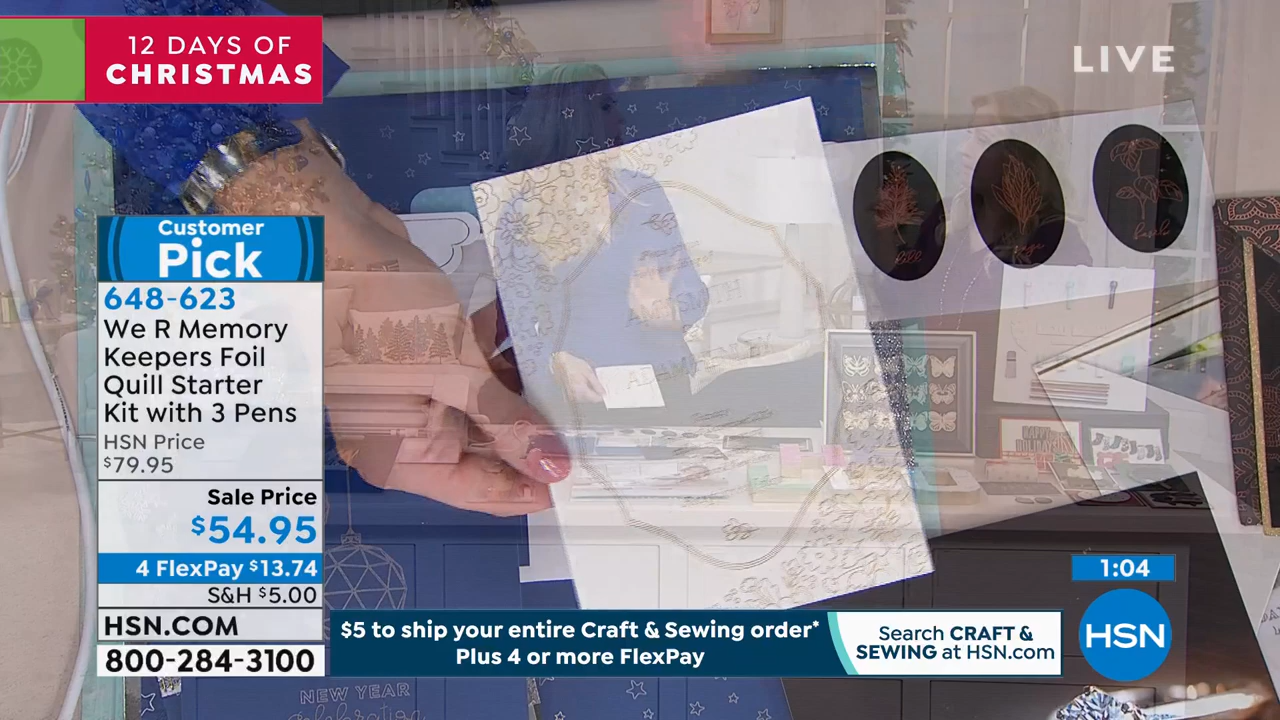 12 DAYS OF
CHRISTMAS
LIVE
Customer
Pick
648-623
We R Memory
Keepers Foil
Quill Starter
Kit with 3 Pens
HSN Price
$79.95
Sale Price
$54.95
4 FlexPay $13.74
S&H $5.00
HSN.COM
800-284-3100
$5 to ship your entire Craft & Sewing order*
Plus 4 or more FlexPay
Search CRAFT &
SEWING at HSN.com
1:04
HSN
NEW YEAR
celebration